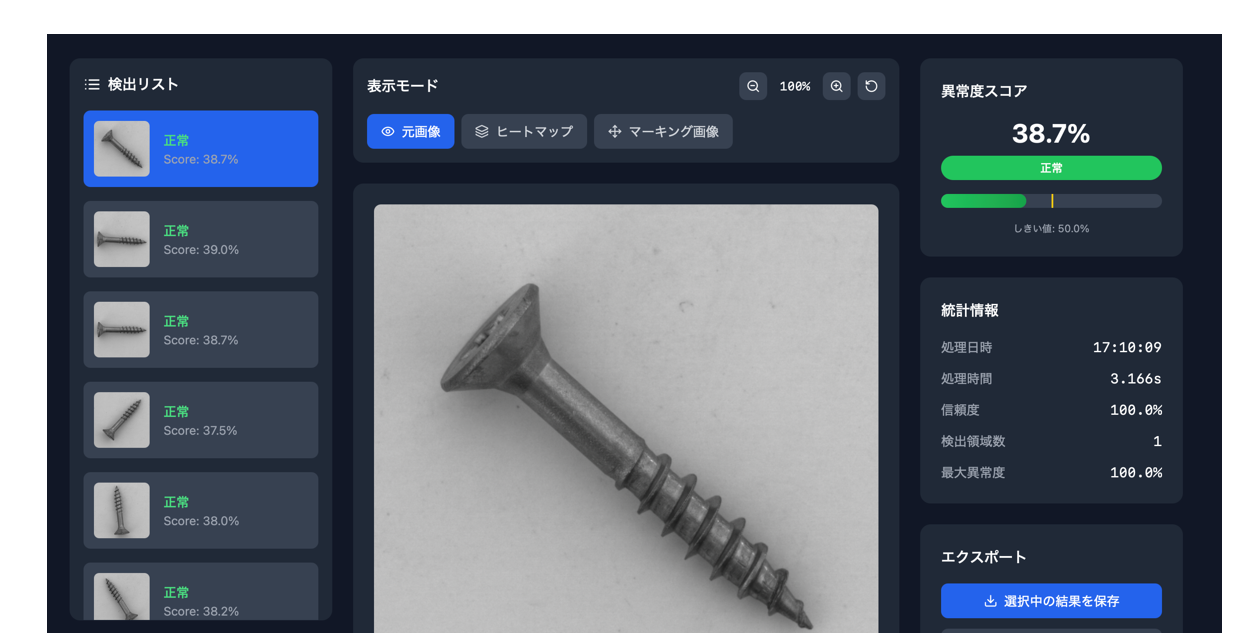 検出リスト
正常
Score: 38.7%
正常
Score: 39.0%
正常
Score: 38.7%
正常
Score: 37.5%
正常
Score: 38.0%
正常
Score: 38.2%
表示モード
100%
元画像 ヒートマップ マーキング画像
異常度スコア
38.7%
正常
しきい値: 50.0%
統計情報
処理日時 17:10:09
処理時間 3.166s
信頼度 100.0%
検出領域数 1
最大異常度 100.0%
エクスポート
選択中の結果を保存